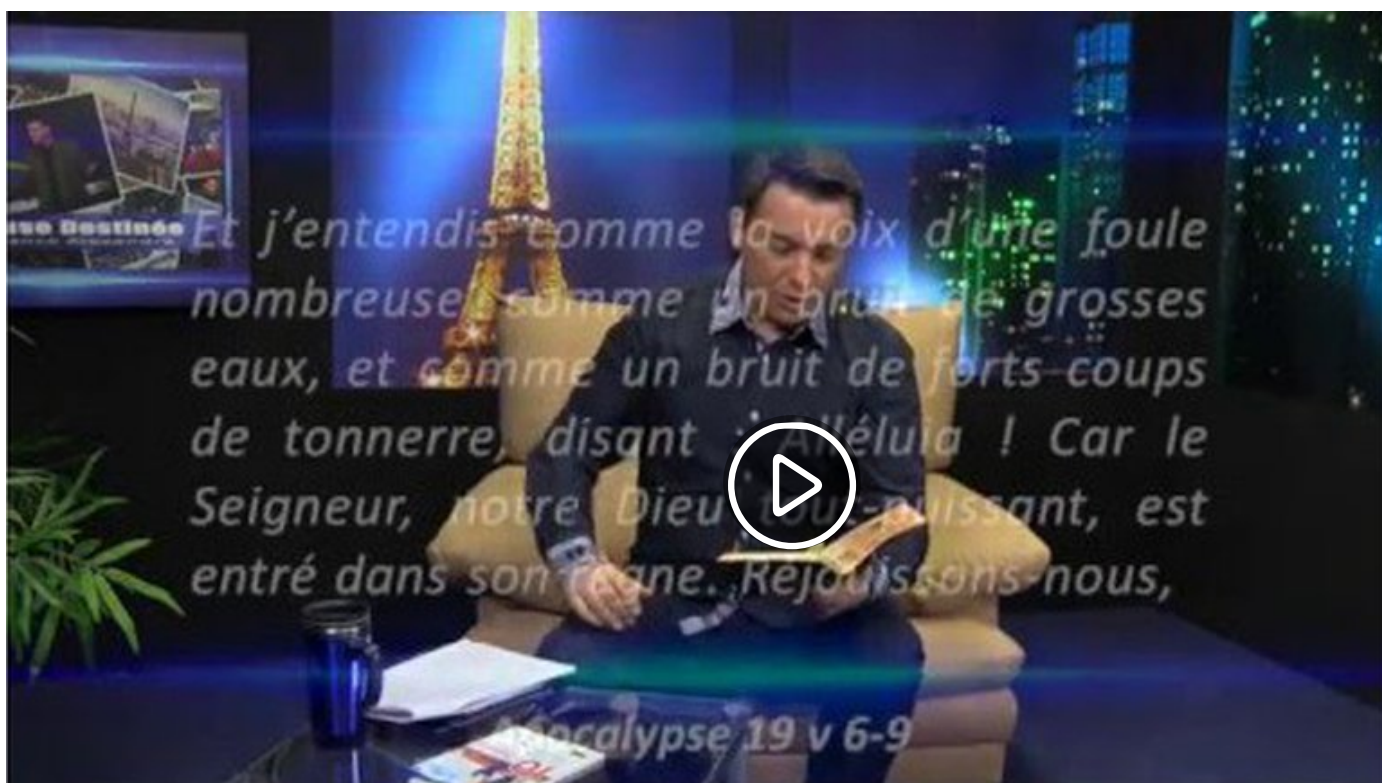 Destinée
Et j’entendis comme la voix d’une foule
nombreuse, comme un bruit de grosses
eaux, et comme un bruit de forts coups
de tonnerre, disant : Alléluia ! Car le
Seigneur, notre Dieu tout-puissant, est
entré dans son règne. Réjouissons-nous,
Apocalypse 19 v 6-9